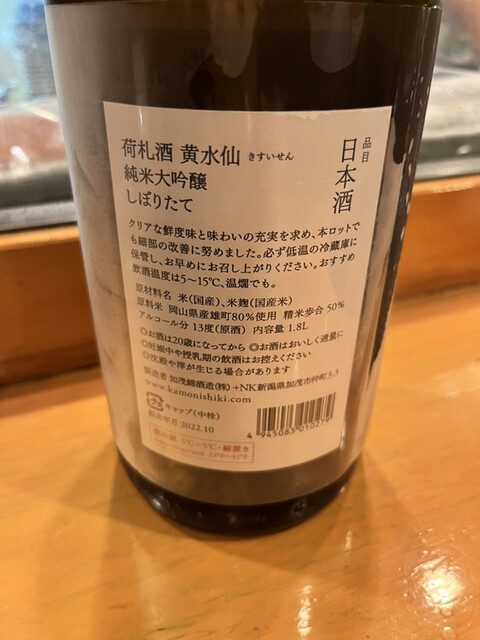 品目 日本酒
荷札酒 黄水仙 きすいせん
純米大吟醸
しぼりたて
クリアな鮮度味と味わいの充実を求め、本ロットで
も細部の改善に努めました。必ず低温の冷蔵庫に
保管し、お早めにお召し上がりください。おすすめ
飲酒温度は5〜15℃、温燗でも。
原材料名 米(国産)、米麹(国産米)
原料米 岡山県産雄町80%使用 精米歩合 50%
アルコール分 13度(原酒) 内容量 1.8L
◎お酒は20歳になってから ◎お酒はおいしく適量に
◎妊娠中や授乳期の飲酒はお控えください
◎沈殿や滓が生じる場合があります
製造者 加茂錦酒造(株) +NK 新潟県加茂市仲町3-3
www.kamonishiki.com
キャップ(中栓)
製造年月 2022.10
4945083010279